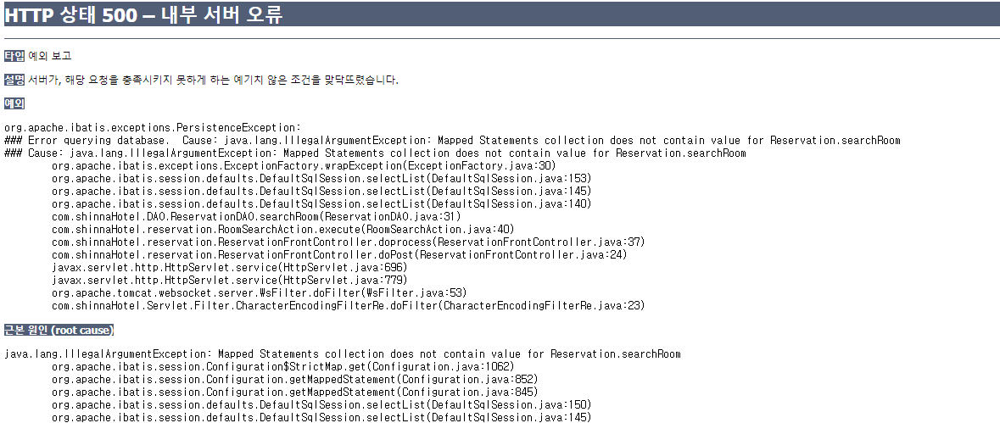 HTTP 상태 500 – 내부 서버 오류
타입 예외 보고
설명 서버가, 해당 요청을 충족시키지 못하게 하는 예기치 않은 조건을 맞닥뜨렸습니다.
예외
org.apache.ibatis.exceptions.PersistenceException:
### Error querying database.  Cause: java.lang.IllegalArgumentException: Mapped Statements collection does not contain value for Reservation.searchRoom
### Cause: java.lang.IllegalArgumentException: Mapped Statements collection does not contain value for Reservation.searchRoom
org.apache.ibatis.exceptions.ExceptionFactory.wrapException(ExceptionFactory.java:30)
org.apache.ibatis.session.defaults.DefaultSqlSession.selectList(DefaultSqlSession.java:153)
org.apache.ibatis.session.defaults.DefaultSqlSession.selectList(DefaultSqlSession.java:145)
org.apache.ibatis.session.defaults.DefaultSqlSession.selectList(DefaultSqlSession.java:140)
com.shinnaHotel.DAO.ReservationDAO.searchRoom(ReservationDAO.java:31)
com.shinnaHotel.reservation.RoomSearchAction.execute(RoomSearchAction.java:40)
com.shinnaHotel.reservation.ReservationFrontController.doprocess(ReservationFrontController.java:37)
com.shinnaHotel.reservation.ReservationFrontController.doPost(ReservationFrontController.java:24)
javax.servlet.http.HttpServlet.service(HttpServlet.java:696)
javax.servlet.http.HttpServlet.service(HttpServlet.java:779)
org.apache.tomcat.websocket.server.WsFilter.doFilter(WsFilter.java:53)
com.shinnaHotel.Servlet.Filter.CharacterEncodingFilterRe.doFilter(CharacterEncodingFilterRe.java:23)
근본 원인 (root cause)
java.lang.IllegalArgumentException: Mapped Statements collection does not contain value for Reservation.searchRoom
org.apache.ibatis.session.Configuration$StrictMap.get(Configuration.java:1062)
org.apache.ibatis.session.Configuration.getMappedStatement(Configuration.java:852)
org.apache.ibatis.session.Configuration.getMappedStatement(Configuration.java:845)
org.apache.ibatis.session.defaults.DefaultSqlSession.selectList(DefaultSqlSession.java:150)
org.apache.ibatis.session.defaults.DefaultSqlSession.selectList(DefaultSqlSession.java:145)